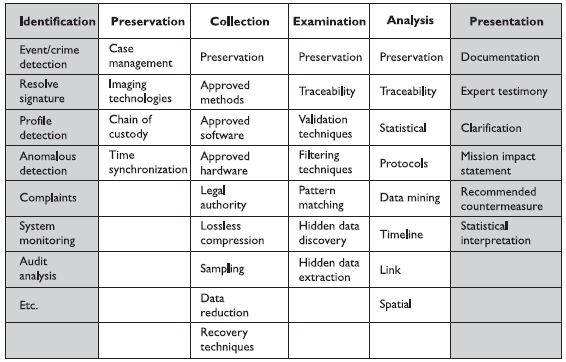 Identification Preservation Collection Examination Analysis Presentation
Event/crime detection Case management Preservation Preservation Preservation Documentation
Resolve signature Imaging technologies Approved methods Traceability Traceability Expert testimony
Profile detection Chain of custody Approved software Validation techniques Statistical Clarification
Anomalous detection Time synchronization Approved hardware Filtering techniques Protocols Mission impact statement
Complaints Legal authority Pattern matching Data mining Recommended countermeasure
System monitoring Lossless compression Hidden data discovery Timeline Statistical interpretation
Audit analysis Sampling Hidden data extraction Link
Etc. Data reduction Spatial
Recovery techniques